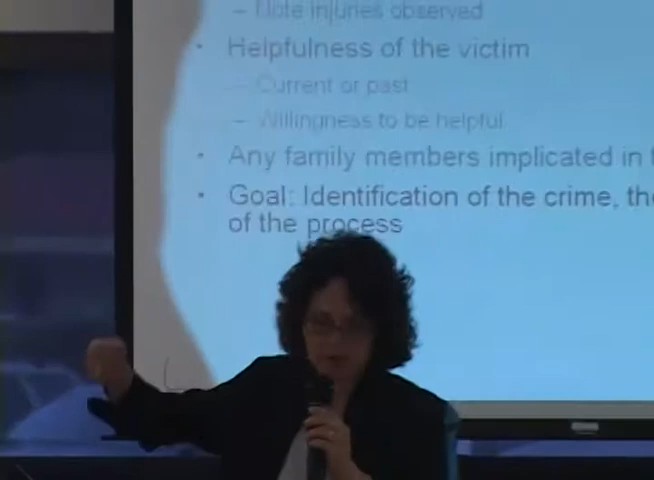 – Note injuries observed
• Helpfulness of the victim
– Current or past
– Willingness to be helpful
• Any family members implicated in
• Goal: Identification of the crime, the
of the process